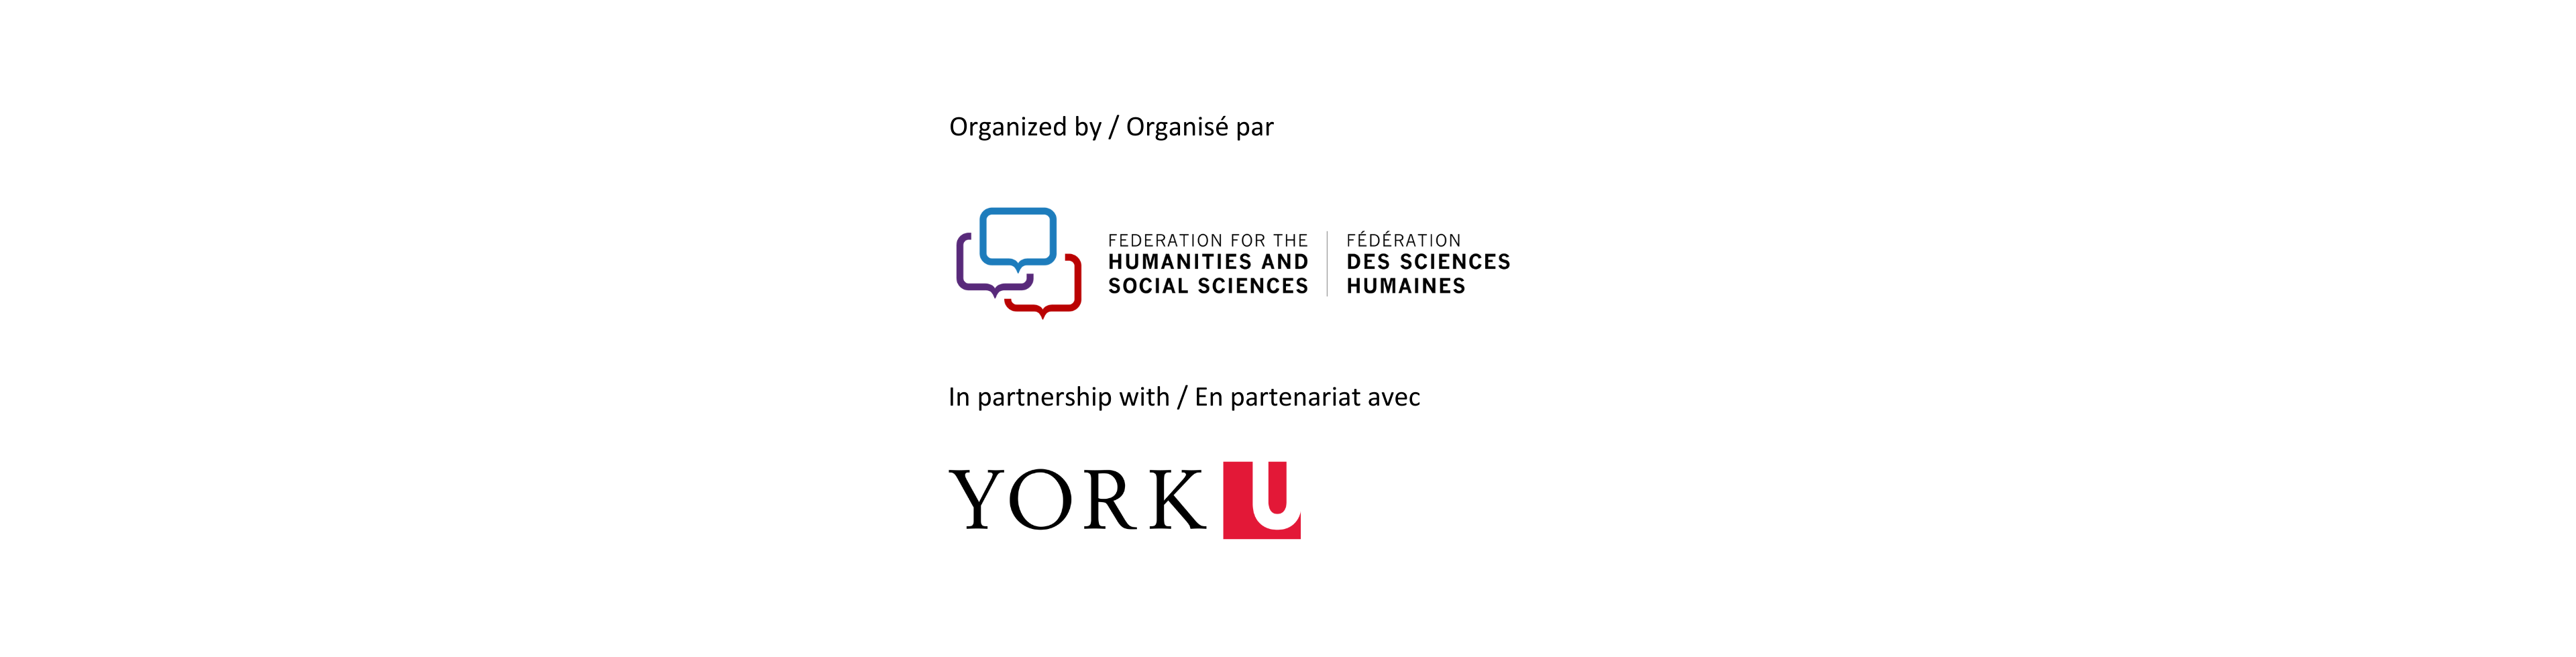 Organized by / Organisé par
FEDERATION FOR THE
HUMANITIES AND
SOCIAL SCIENCES
FÉDÉRATION
DES SCIENCES
HUMAINES
In partnership with / En partenariat avec
YORK U